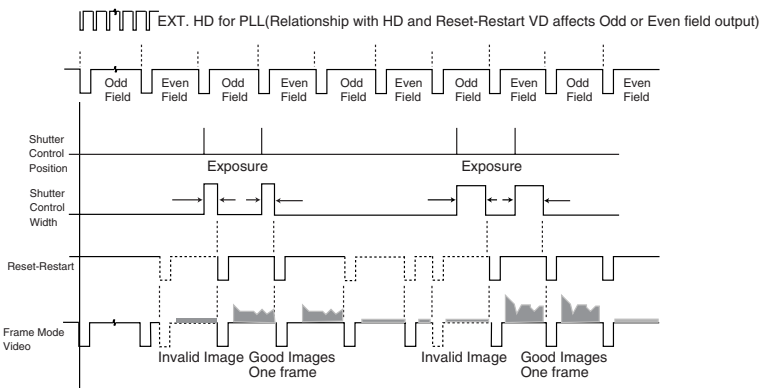 EXT. HD for PLL(Relationship with HD and Reset-Restart VD affects Odd or Even field output)
Odd Field
Even Field
Odd Field
Even Field
Odd Field
Even Field
Odd Field
Even Field
Odd Field
Even Field
Shutter
Control
Position
Exposure
Exposure
Shutter
Control
Width
Reset-Restart
Frame Mode
Video
Invalid Image
Good Images
One frame
Invalid Image
Good Images
One frame